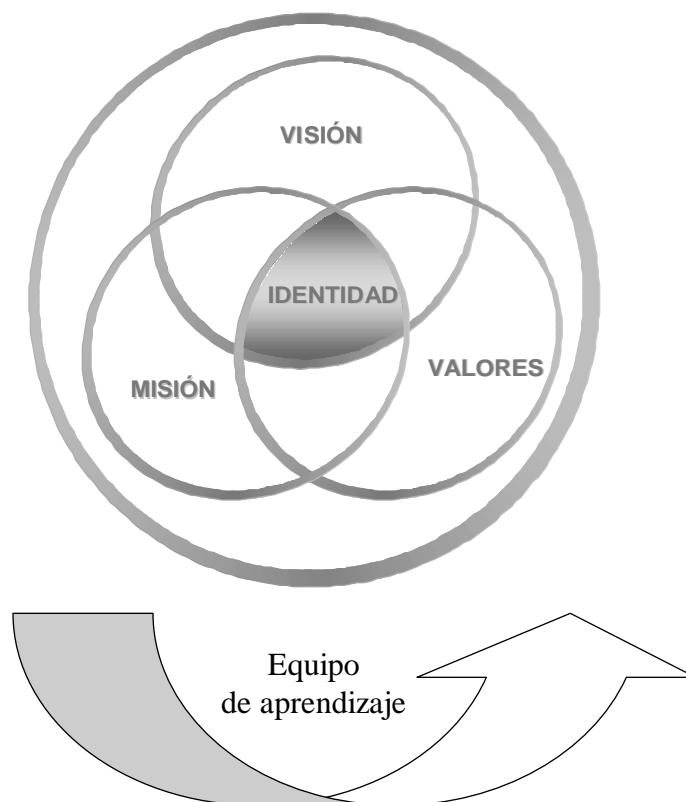 VISIÓN
IDENTIDAD
VALORES
MISIÓN
Equipo
de aprendizaje